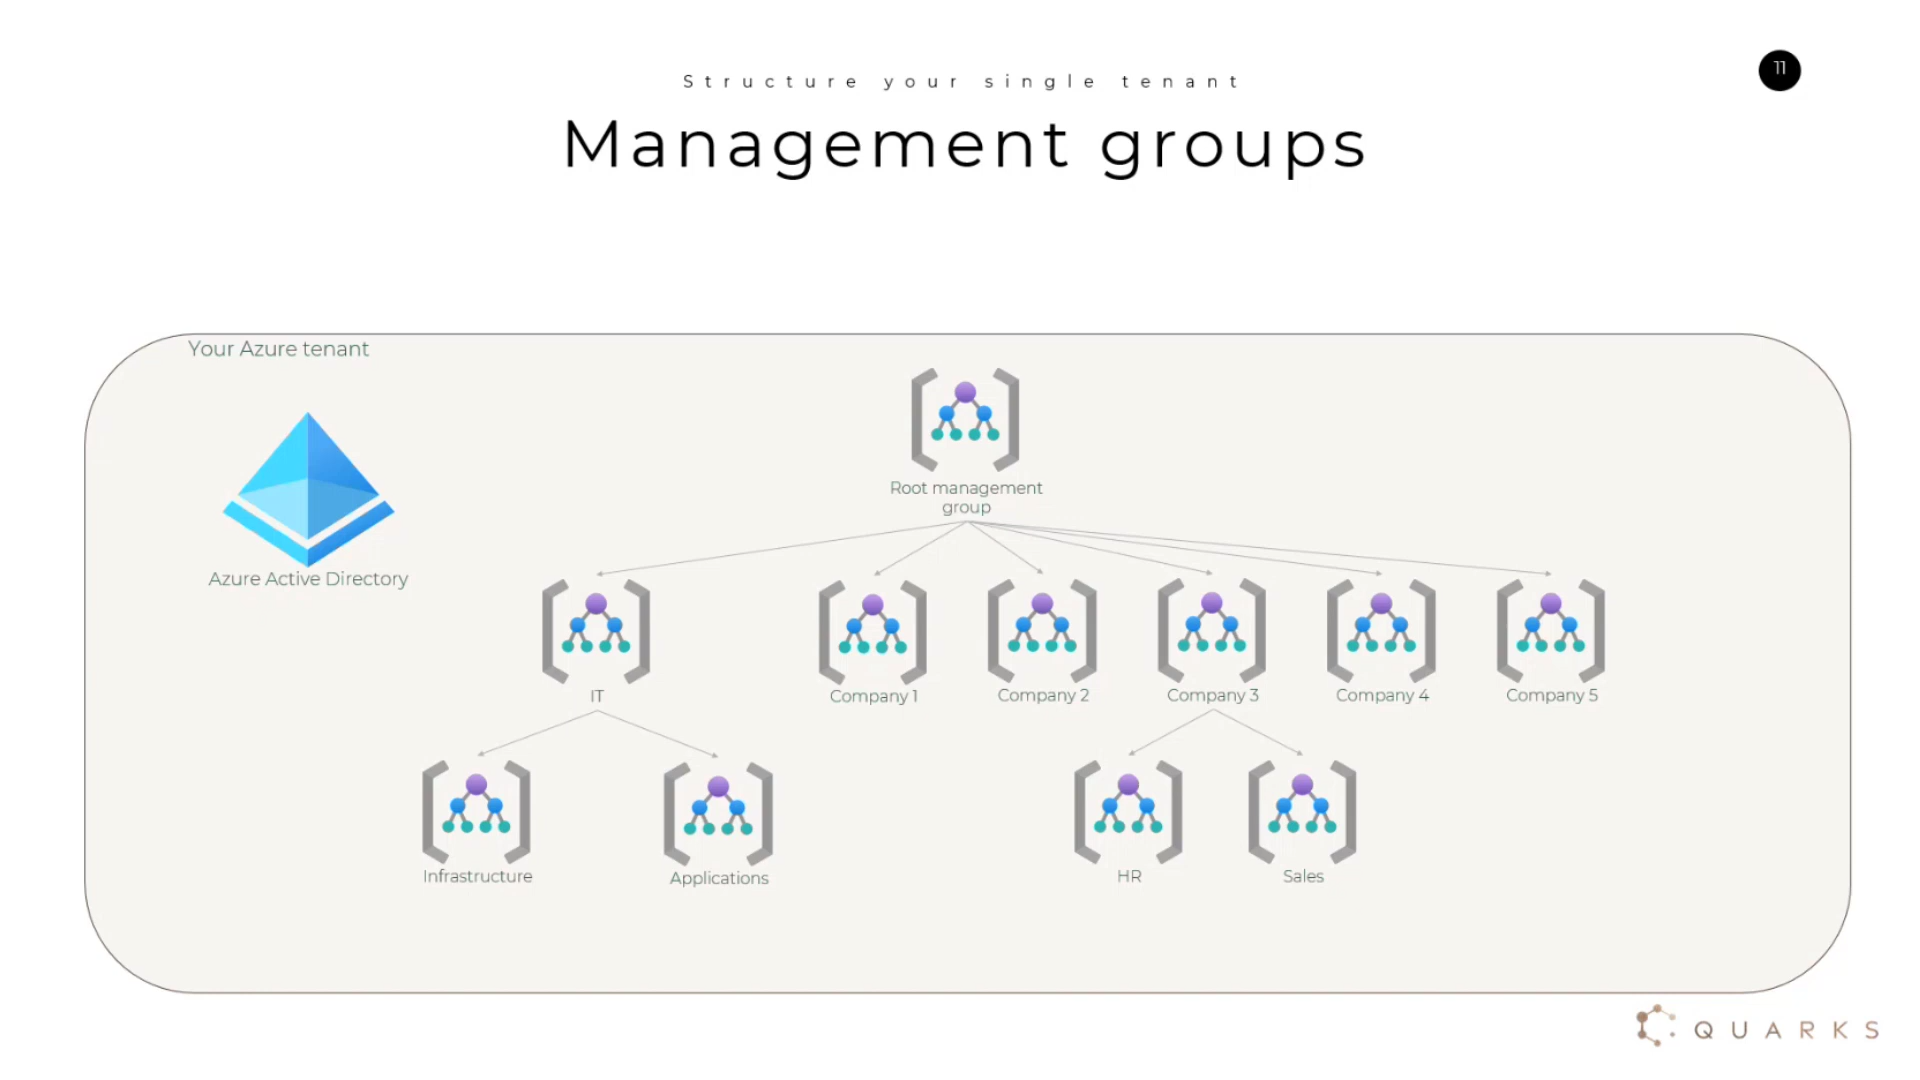 Structure your single tenant
11
Management groups
Your Azure tenant
Root management
group
Azure Active Directory
IT
Company 1
Company 2
Company 3
Company 4
Company 5
Infrastructure
Applications
HR
Sales
QUARKS